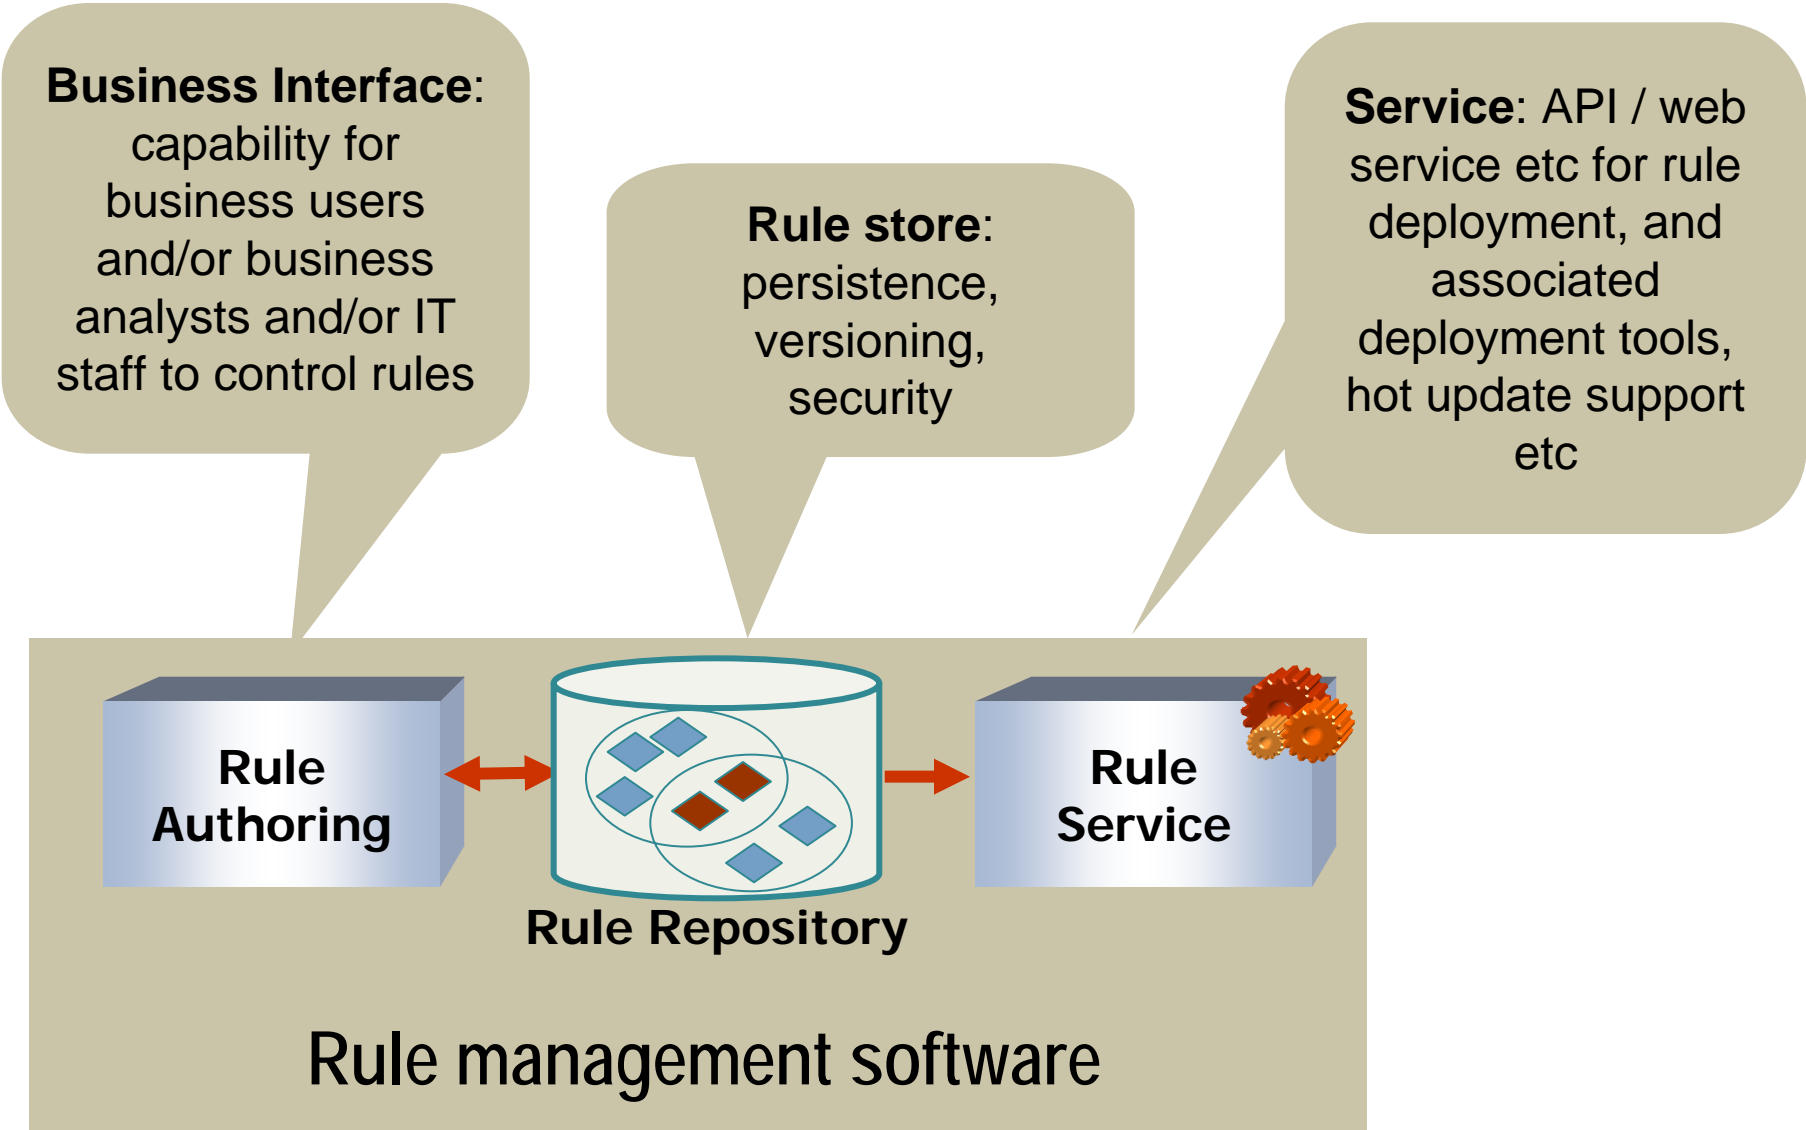 Business Interface:
capability for
business users
and/or business
analysts and/or IT
staff to control rules
Rule store:
persistence,
versioning,
security
Service: API / web
service etc for rule
deployment, and
associated
deployment tools,
hot update support
etc
Rule
Authoring
Rule Repository
Rule
Service
Rule management software